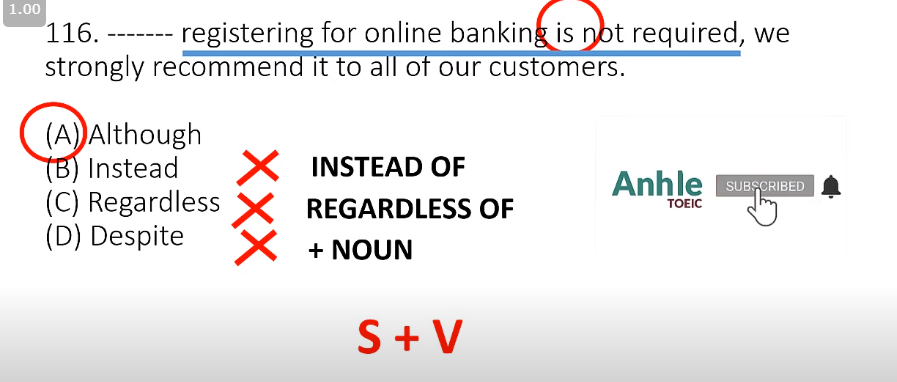 1.00
116. ------- registering for online banking is not required, we
strongly recommend it to all of our customers.
(A) Although
(B) Instead
(C) Regardless
(D) Despite
INSTEAD OF
REGARDLESS OF
+ NOUN
Anhle
TOEIC
SUBSCRIBED
S + V